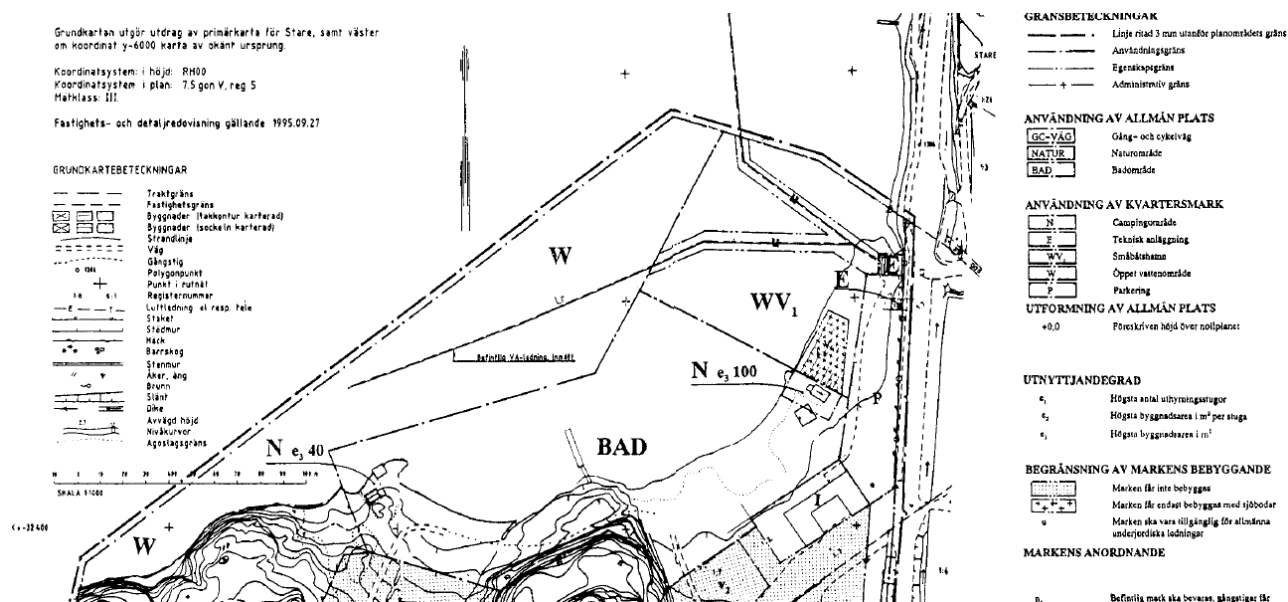 Grundkartan utgör utdrag av primärkarta för Stare, samt väster
om koordinat y-6000 karta av okänt ursprung.
Koordinatsystem i höjd: RH00
Koordinatsystem i plan: 7.5 gon V, reg 5
Mätklass: III
Fastighets- och detaljredovisning gällande 1995.09.27
GRUNDKARTEBETECKNINGAR
Traktgräns
Fastighetsgräns
Byggnader (takkontur karterad)
Byggnader (sockeln karterad)
Strandlinje
Väg
Gångstig
Polygonpunkt
Punkt i rutnät
Registernummer
Luftledning el resp. tele
Staket
Stödmur
Häck
Barrskog
Stenmur
Åker, äng
Brunn
Slänt
Dike
Avvägd höjd
Nivåkurvor
Ägoslagsgräns
SKALA 1:1000
W
u
u
E
E
WV1
Befintlig VA-ledning, inmätt
N e3 100
P
BAD
N e3 40
W
I
STARE
1:6
GRÄNSBETECKNINGAR
Linje ritad 3 mm utanför planområdets gräns
Användningsgräns
Egenskapsgräns
Administrativ gräns
ANVÄNDNING AV ALLMÄN PLATS
GC-VÄG Gång- och cykelväg
NATUR Naturområde
BAD Badområde
ANVÄNDNING AV KVARTERSMARK
N Campingområde
E Teknisk anläggning
WV1 Småbåtshamn
W Öppet vattenområde
P Parkering
UTFORMNING AV ALLMÄN PLATS
+0,0 Föreskriven höjd över nollplanet
UTNYTTJANDEGRAD
e1 Högsta antal uthyrningsstugor
e2 Högsta byggnadsarea i m² per stuga
e3 Högsta byggnadsarea i m²
BEGRÄNSNING AV MARKENS BEBYGGANDE
Marken får inte bebyggas
Marken får endast bebyggas med sjöbodar
u Marken ska vara tillgänglig för allmänna
underjordiska ledningar
MARKENS ANORDNANDE
Befintlig mark ska bevaras, gångstigar får